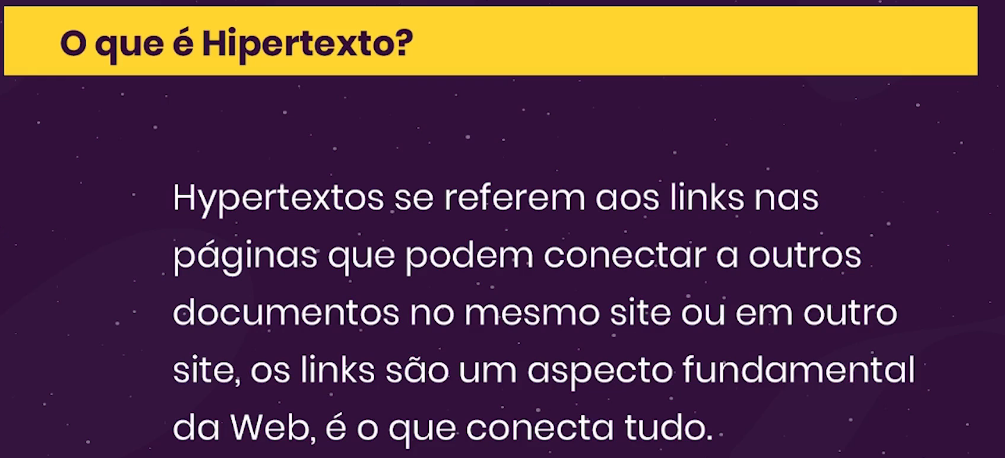 O que é Hipertexto?
Hypertextos se referem aos links nas
páginas que podem conectar a outros
documentos no mesmo site ou em outro
site, os links são um aspecto fundamental
da Web, é o que conecta tudo.